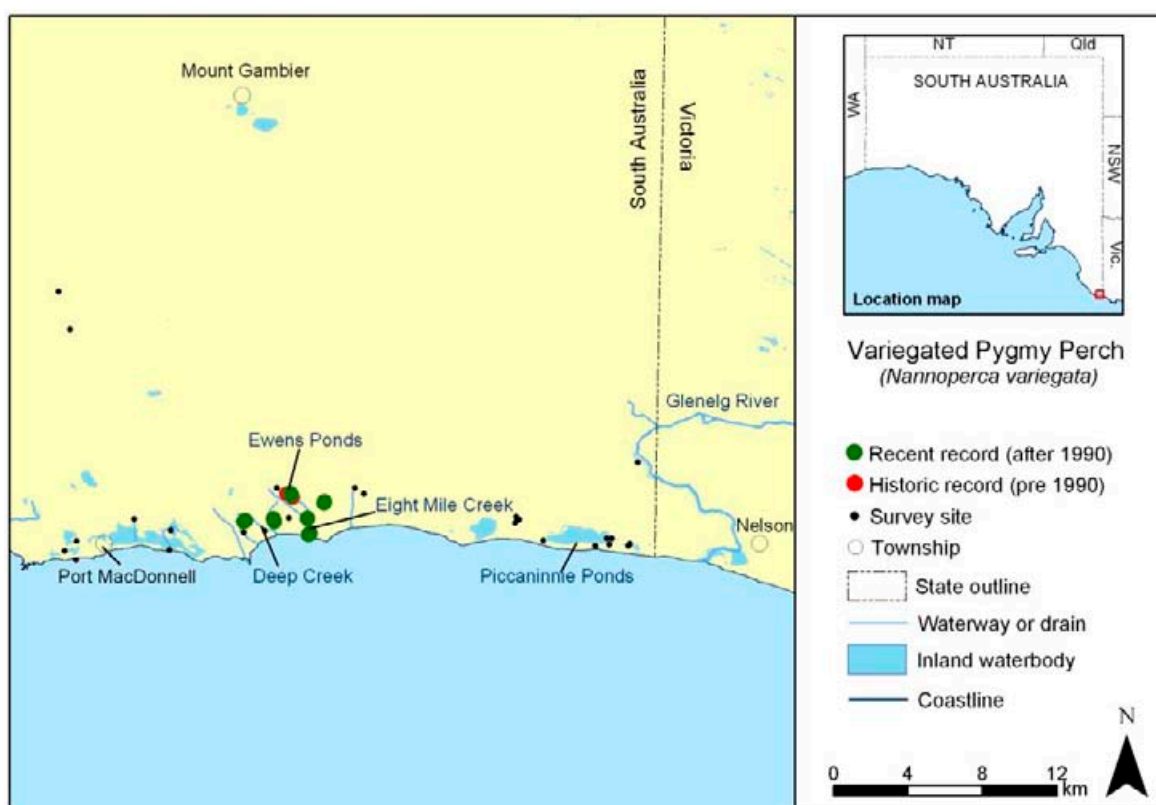 Mount Gambier
South Australia
Victoria
Glenelg River
Ewens Ponds
Eight Mile Creek
Nelson
Port MacDonnell
Deep Creek
Piccaninnie Ponds
NT
Qld
SOUTH AUSTRALIA
WA
NSW
Vic.
Location map
Variegated Pygmy Perch
(Nannoperca variegata)
Recent record (after 1990)
Historic record (pre 1990)
Survey site
Township
State outline
Waterway or drain
Inland waterbody
Coastline
N
0 4 8 12
km